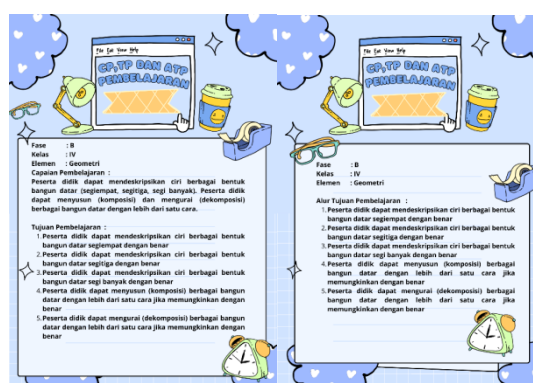 File Edit View Help
CP,TP DAN ATP
PEMBELAJARAN
Fase : B
Kelas : IV
Elemen : Geometri
Capaian Pembelajaran :
Peserta didik dapat mendeskripsikan ciri berbagai bentuk
bangun datar (segiempat, segitiga, segi banyak). Peserta didik
dapat menyusun (komposisi) dan mengurai (dekomposisi)
berbagai bangun datar dengan lebih dari satu cara.
Tujuan Pembelajaran :
1. Peserta didik dapat mendeskripsikan ciri berbagai bentuk
bangun datar segiempat dengan benar
2. Peserta didik dapat mendeskripsikan ciri berbagai bentuk
bangun datar segitiga dengan benar
3. Peserta didik dapat mendeskripsikan ciri berbagai bentuk
bangun datar segi banyak dengan benar
4. Peserta didik dapat menyusun (komposisi) berbagai bangun
datar dengan lebih dari satu cara jika memungkinkan dengan
benar
5. Peserta didik dapat mengurai (dekomposisi) berbagai bangun
datar dengan lebih dari satu cara jika memungkinkan dengan
benar
File Edit View Help
CP,TP DAN ATP
PEMBELAJARAN
Fase : B
Kelas : IV
Elemen : Geometri
Alur Tujuan Pembelajaran :
1. Peserta didik dapat mendeskripsikan ciri berbagai bentuk
bangun datar segiempat dengan benar
2. Peserta didik dapat mendeskripsikan ciri berbagai bentuk
bangun datar segitiga dengan benar
3. Peserta didik dapat mendeskripsikan ciri berbagai bentuk
bangun datar segi banyak dengan benar
4. Peserta didik dapat menyusun (komposisi) berbagai
bangun datar dengan lebih dari satu cara jika
memungkinkan dengan benar
5. Peserta didik dapat mengurai (dekomposisi) berbagai
bangun datar dengan lebih dari satu cara jika
memungkinkan dengan benar